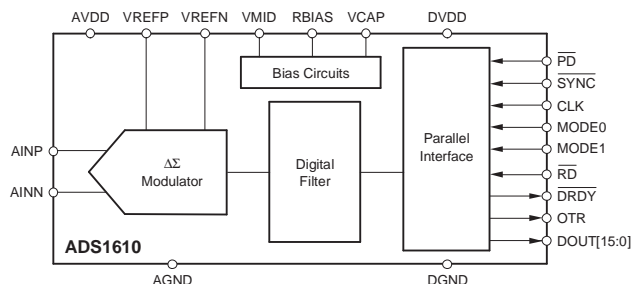 AVDD VREFP VREFN VMID RBIAS VCAP DVDD
Bias Circuits
PD
SYNC
CLK
MODE0
MODE1
RD
DRDY
OTR
DOUT[15:0]
AINP
AINN
ΔΣ
Modulator
Digital
Filter
Parallel
Interface
ADS1610
AGND DGND